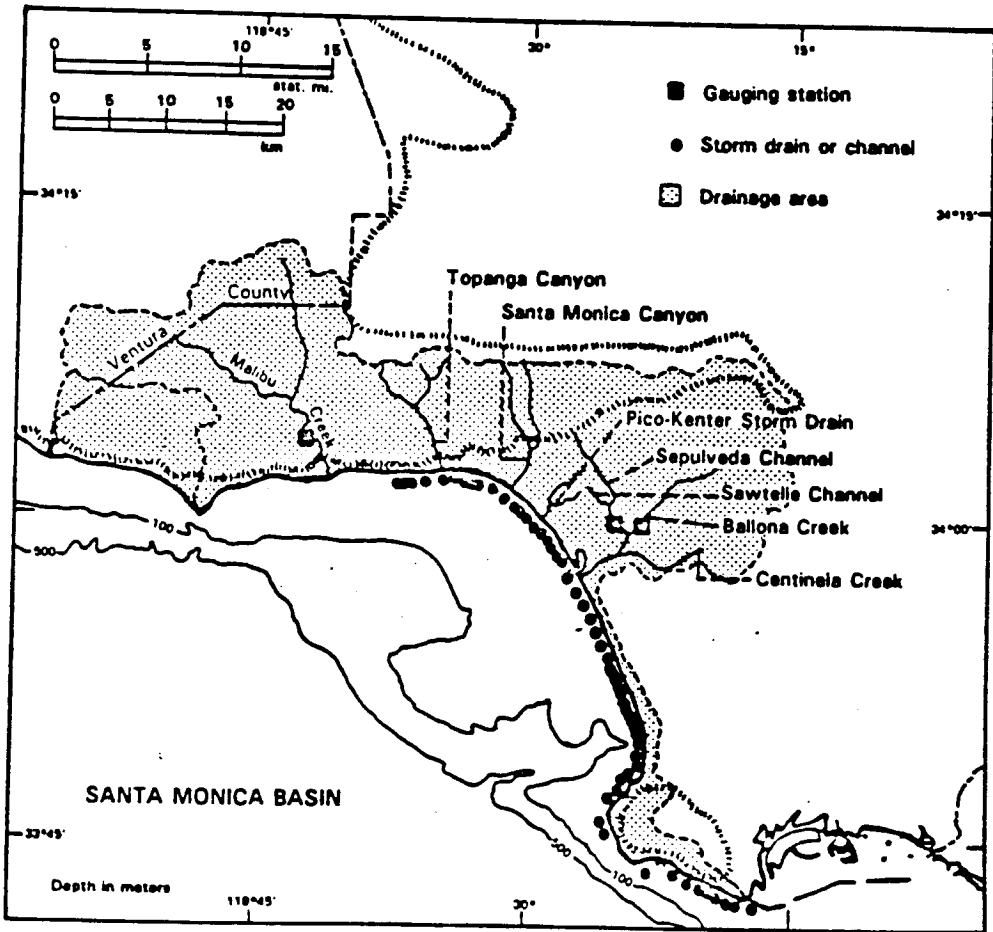 118°45'
30°
15°
0 5 10 15
stat. mi.
0 5 10 15 20
km
Gauging station
Storm drain or channel
Drainage area
34°15'
34°15'
Topanga Canyon
Santa Monica Canyon
County
Ventura
Malibu
Creek
Pico-Kenter Storm Drain
Sepulveda Channel
Sawtelle Channel
Ballona Creek
34°00'
Centinela Creek
100
500
SANTA MONICA BASIN
33°45'
500
100
Depth in meters
118°45'
30°